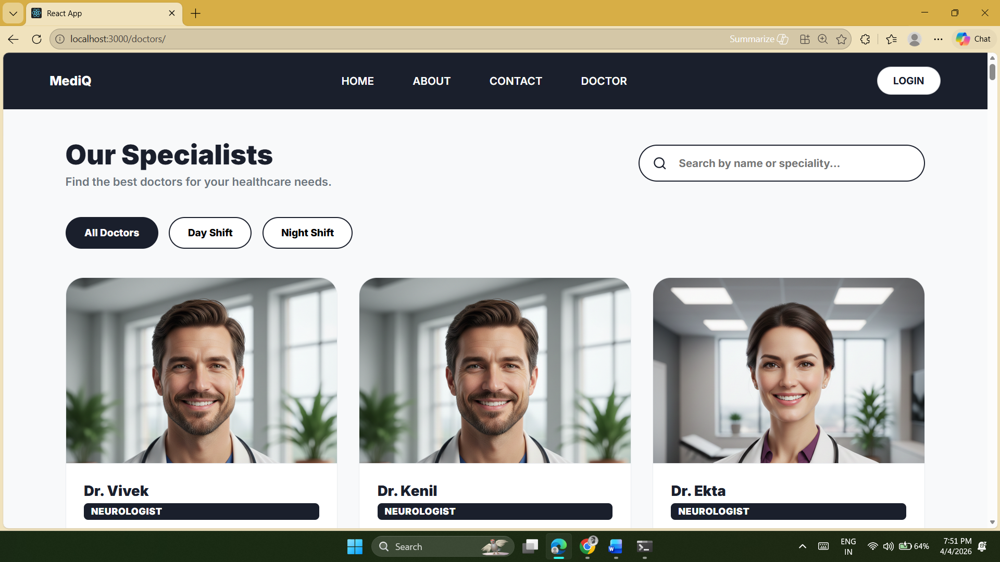 React App
localhost:3000/doctors/
Summarize
Chat
MediQ
HOME
ABOUT
CONTACT
DOCTOR
LOGIN
Our Specialists
Find the best doctors for your healthcare needs.
Search by name or speciality...
All Doctors
Day Shift
Night Shift
Dr. Vivek
NEUROLOGIST
Dr. Kenil
NEUROLOGIST
Dr. Ekta
NEUROLOGIST
Search
ENG
IN
64%
7:51 PM
4/4/2026